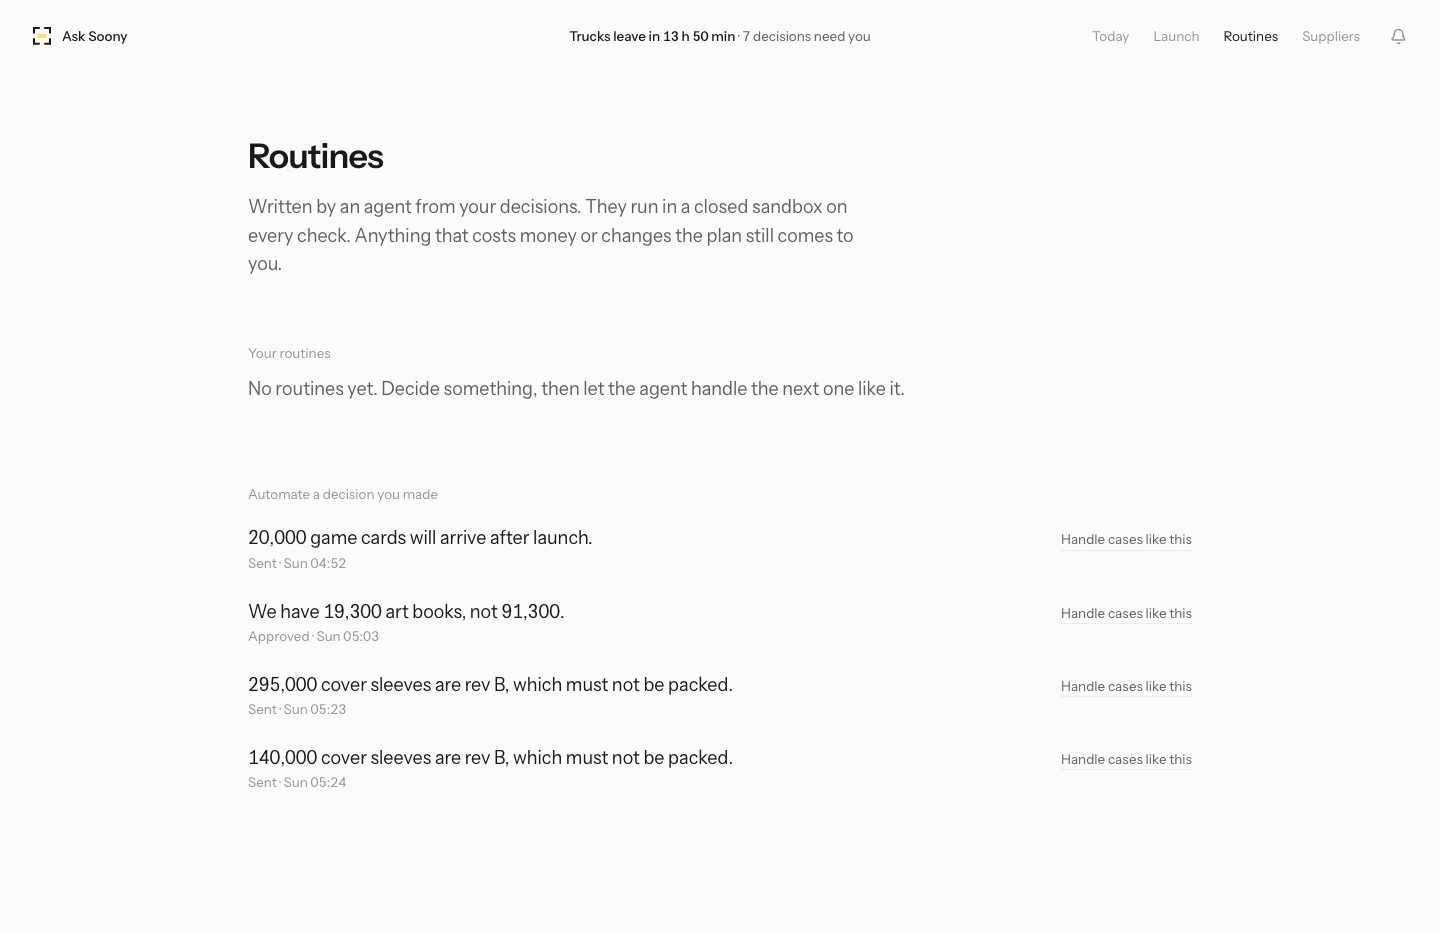 Ask Soony
Trucks leave in 13 h 50 min · 7 decisions need you
Today
Launch
Routines
Suppliers
Routines
Written by an agent from your decisions. They run in a closed sandbox on
every check. Anything that costs money or changes the plan still comes to
you.
Your routines
No routines yet. Decide something, then let the agent handle the next one like it.
Automate a decision you made
20,000 game cards will arrive after launch.
Handle cases like this
Sent · Sun 04:52
We have 19,300 art books, not 91,300.
Handle cases like this
Approved · Sun 05:03
295,000 cover sleeves are rev B, which must not be packed.
Handle cases like this
Sent · Sun 05:23
140,000 cover sleeves are rev B, which must not be packed.
Handle cases like this
Sent · Sun 05:24